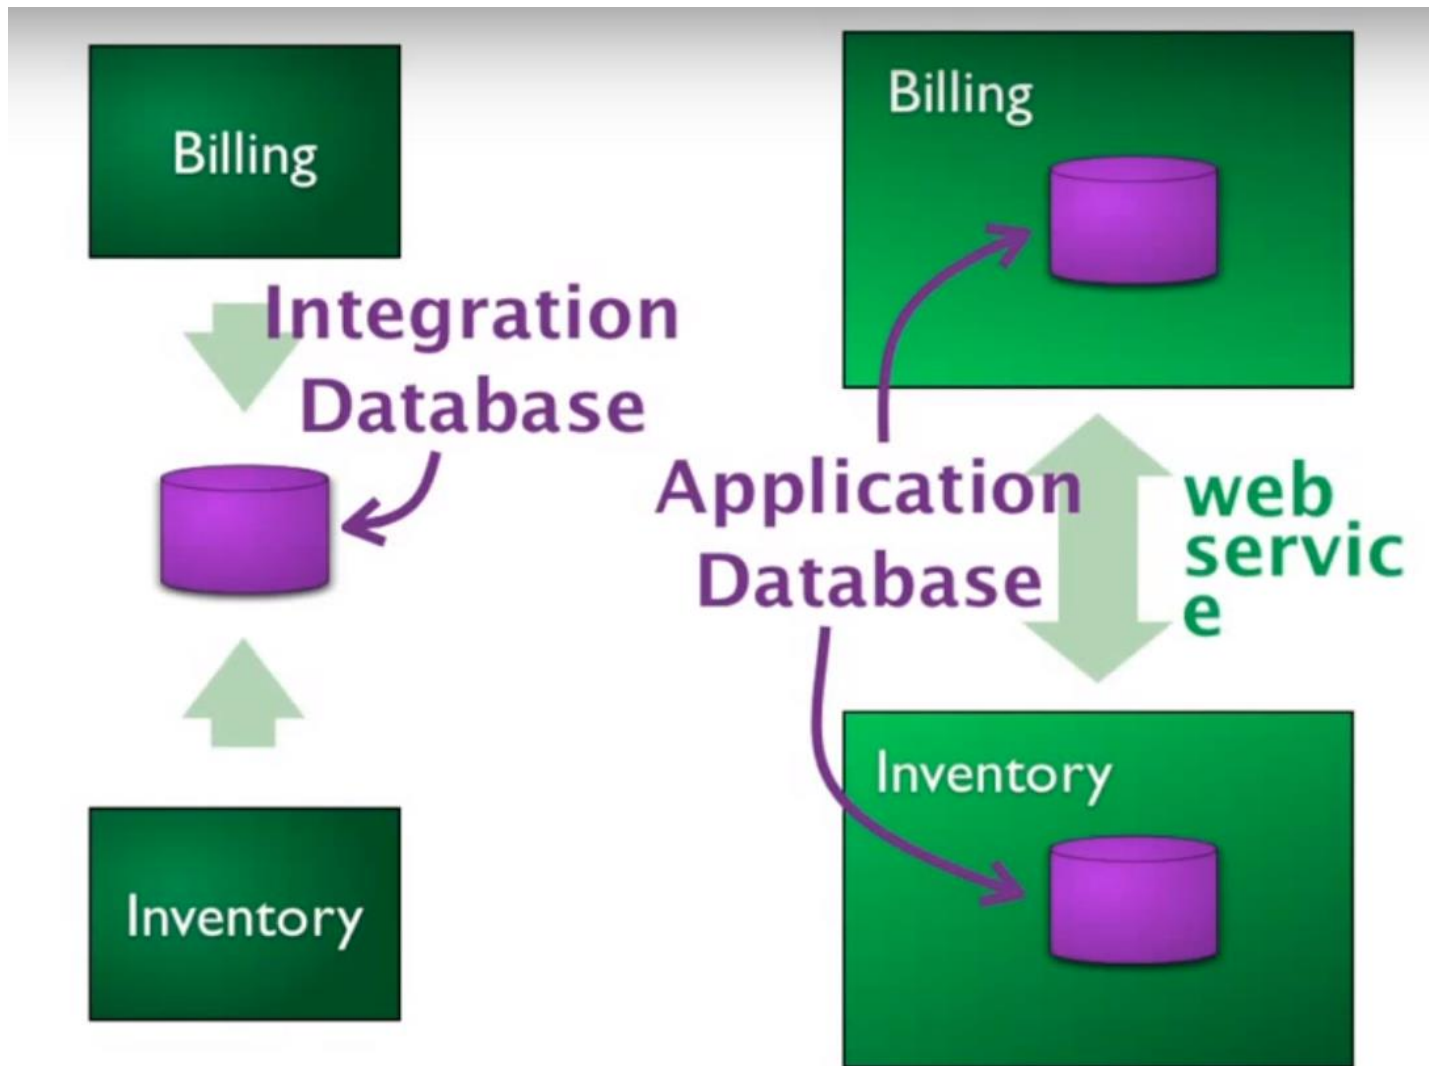 Billing
Integration
Database
Inventory
Billing
Application
Database
web
servic
e
Inventory